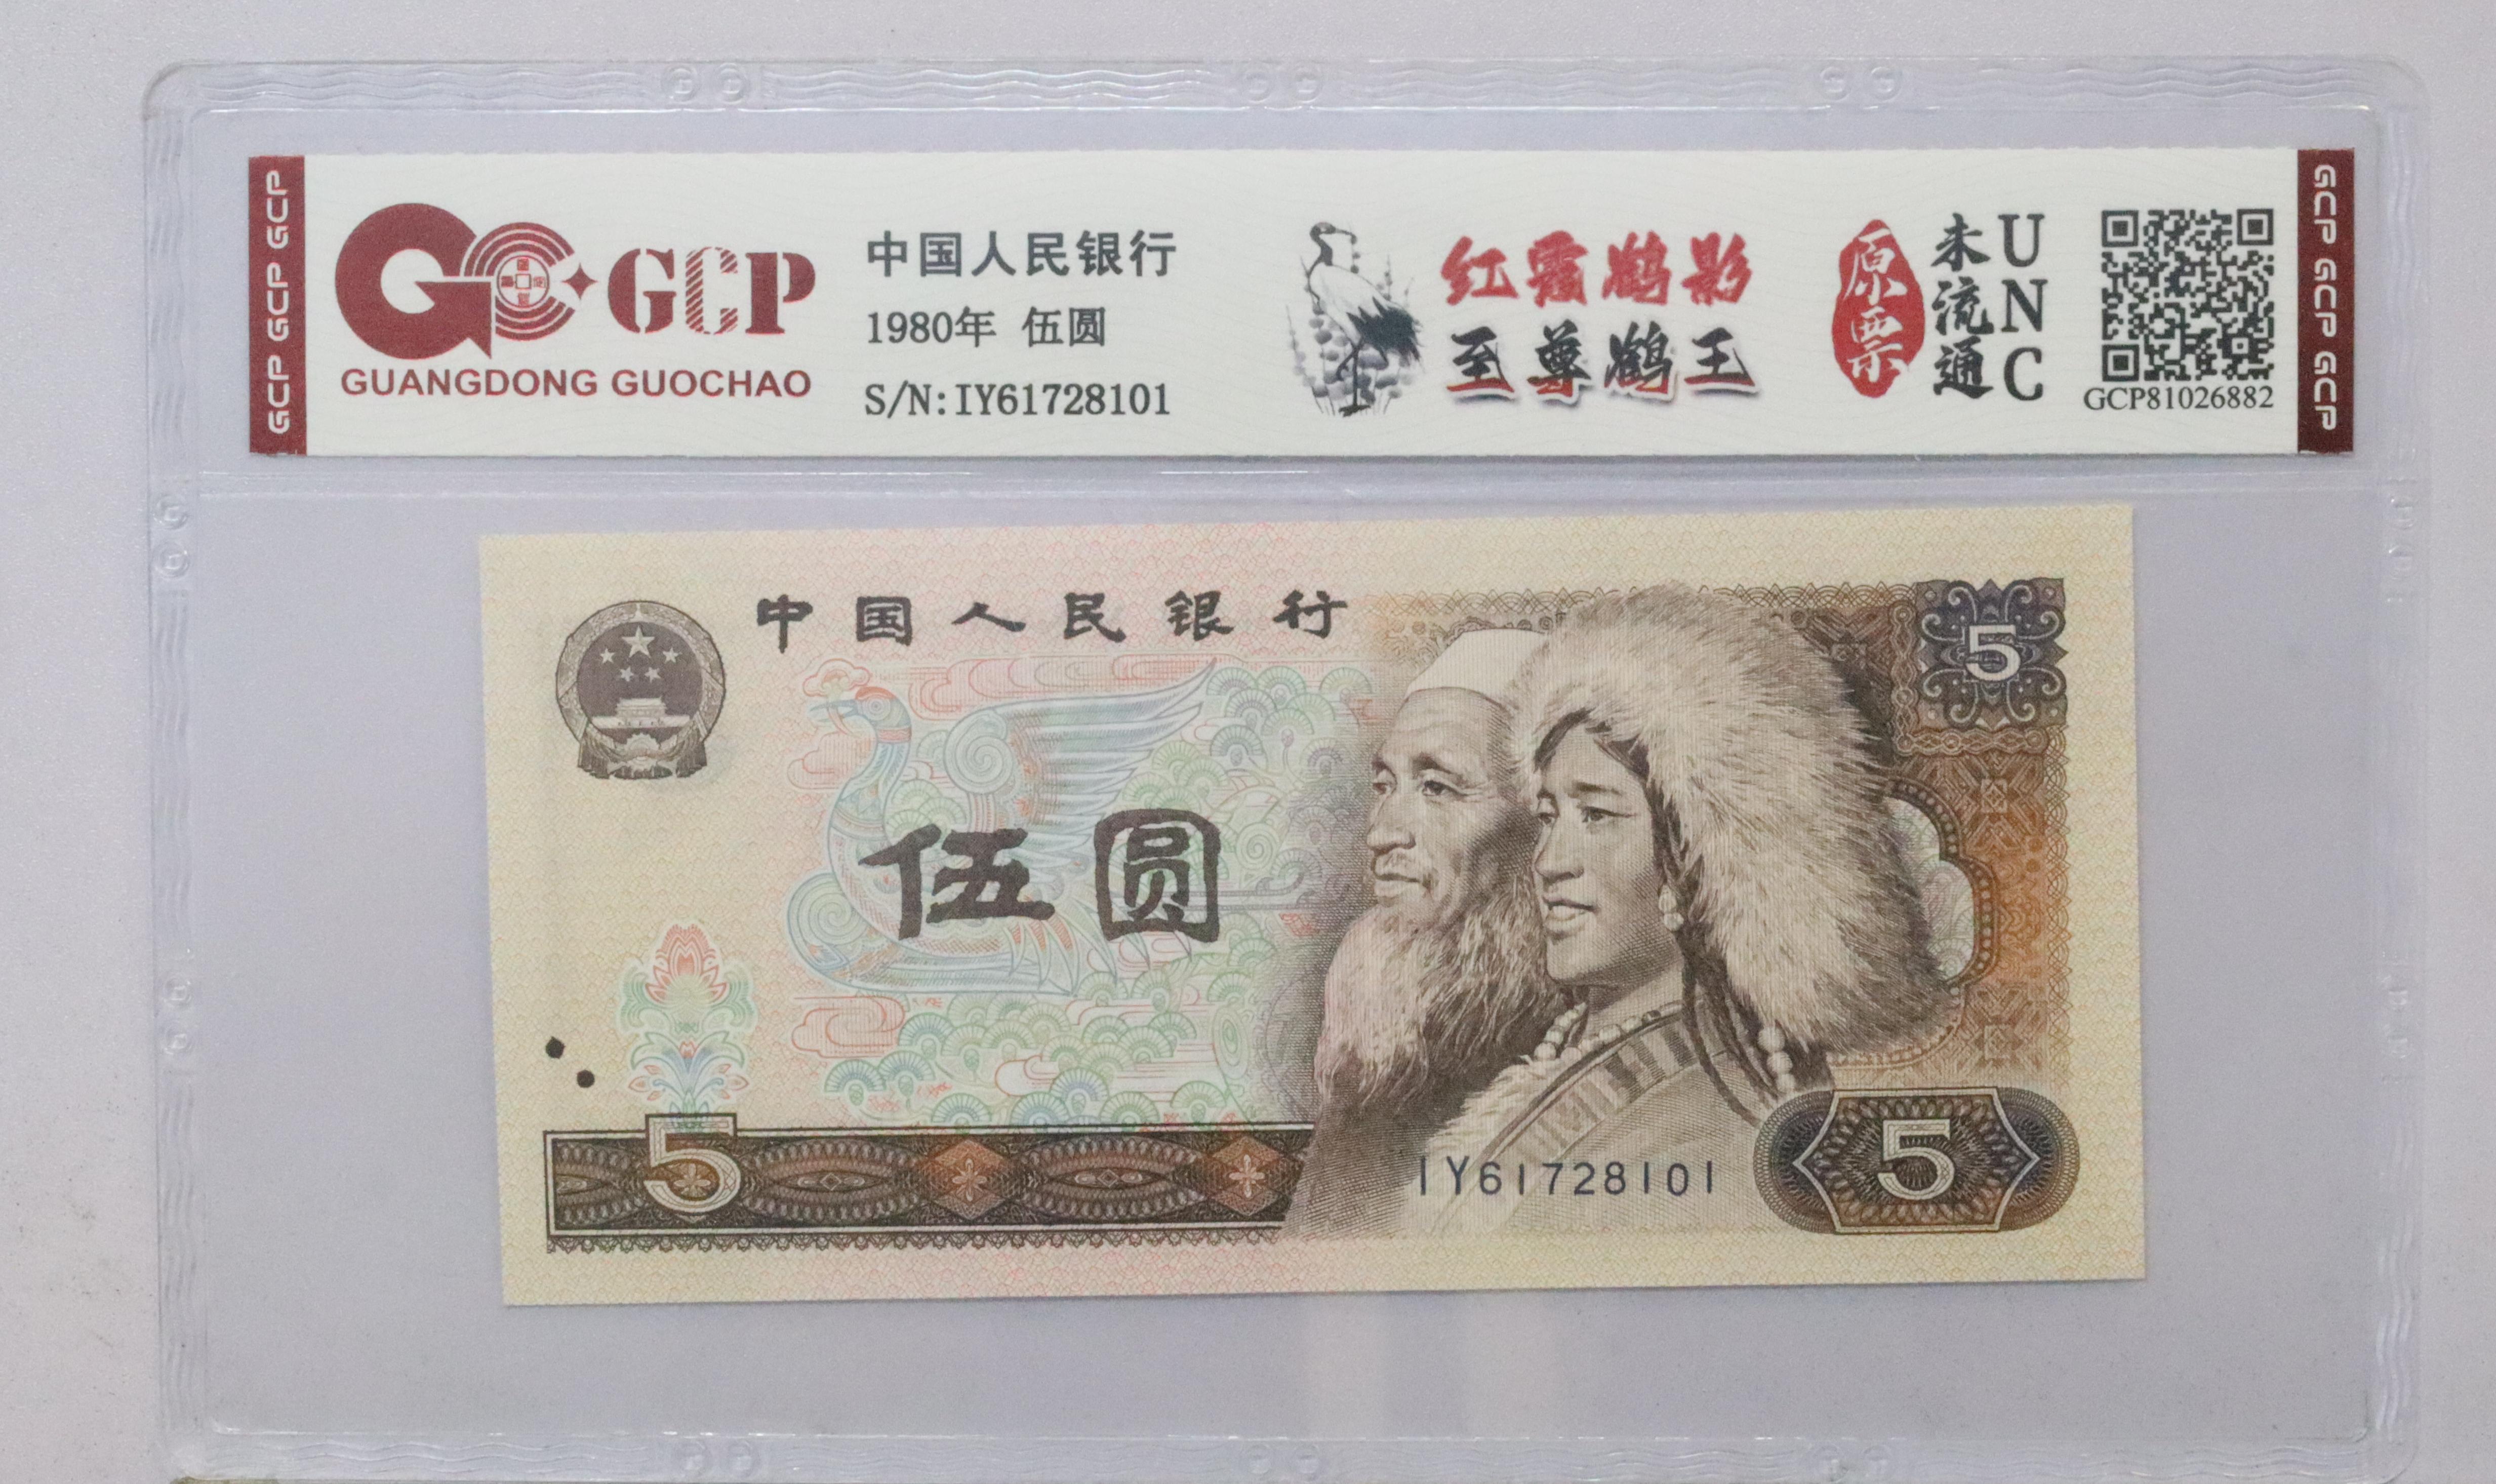 GCP GCP GCP
GCP
GUANGDONG GUOCHAO
中国人民银行
1980年 伍圆
S/N:IY61728101
红霞鹤影
至尊鹤王
原票
未流通
UNC
GCP81026882
GCP GCP GCP
中国人民银行
5
伍圆
5
IY61728101
5